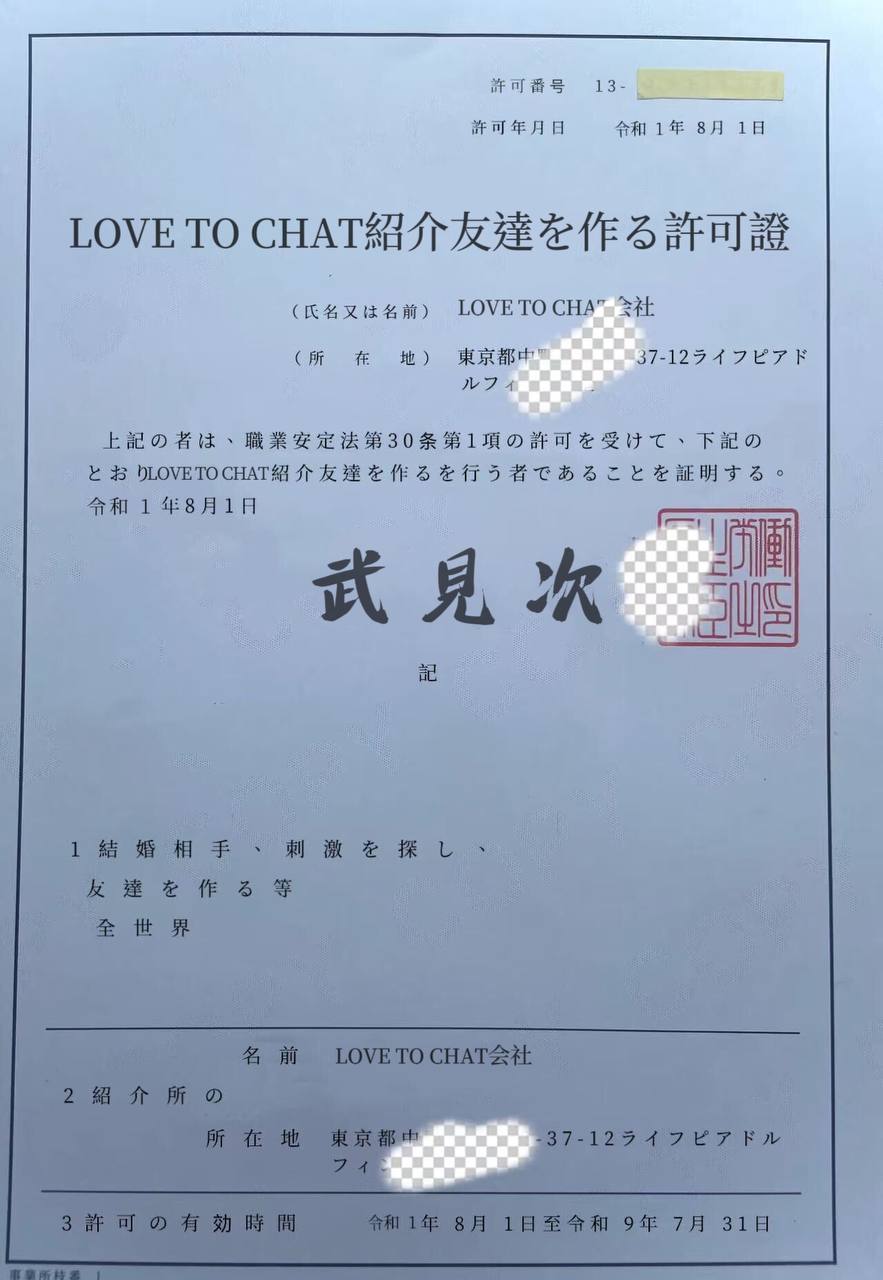 許可番号 13-
許可年月日 令和 1年 8月 1日
LOVE TO CHAT紹介友達を作る許可證
（氏名又は名前） LOVE TO CHAT会社
（所 在 地） 東京都中 37-12ライフピアド
ルフィ
上記の者は、職業安定法第30条第1項の許可を受けて、下記の
とおりLOVE TO CHAT紹介友達を作るを行う者であることを証明する。
令和 1 年8月1日
武見次
労働
記
1 結婚相手、刺激を探し、
友達を作る等
全世界
名前 LOVE TO CHAT会社
2 紹介所の
所在地 東京都中 -37-12ライフピアドル
フィン
3 許可の有効時間 令和 1年 8月 1日至令和 9年 7月 31日
事業所枝番 1